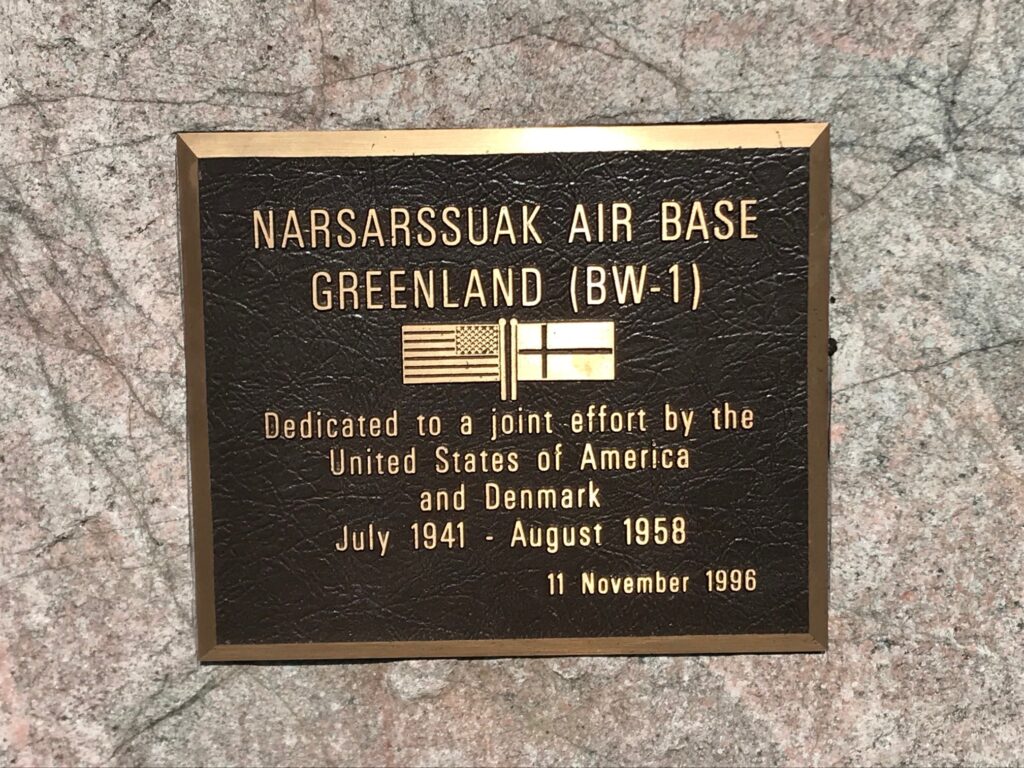 NARSARSSUAK AIR BASE
GREENLAND (BW-1)
Dedicated to a joint effort by the
United States of America
and Denmark
July 1941 - August 1958
11 November 1996